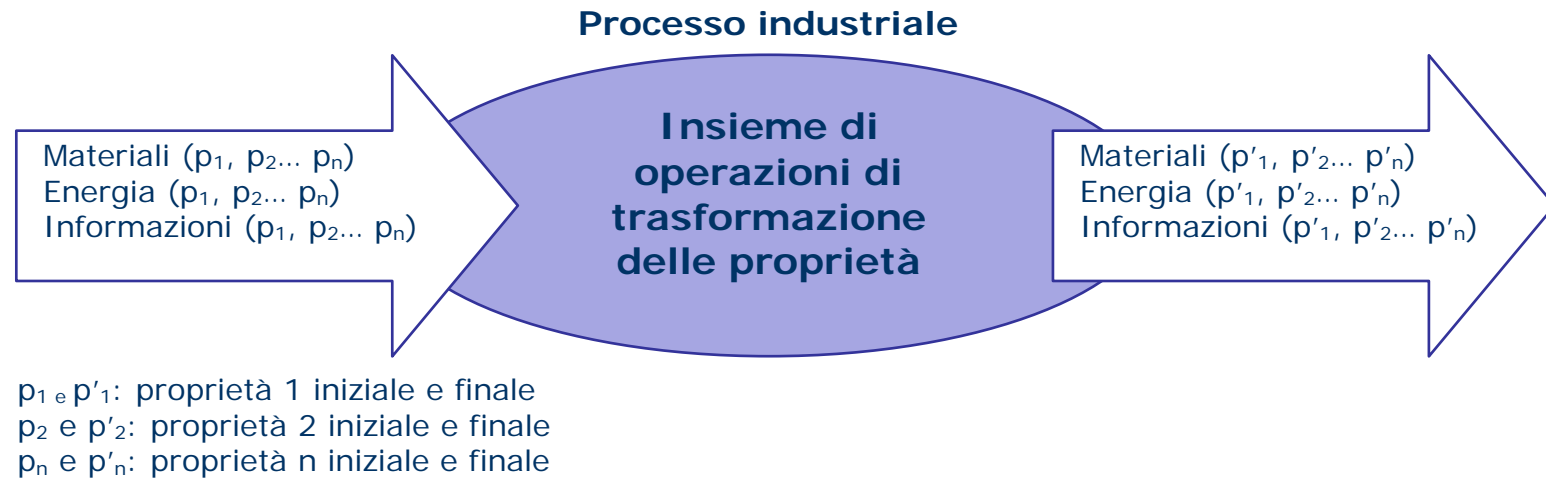 Processo industriale
Materiali (p₁, p₂... pₙ)
Energia (p₁, p₂... pₙ)
Informazioni (p₁, p₂... pₙ)
Insieme di
operazioni di
trasformazione
delle proprietà
Materiali (p'₁, p'₂... p'ₙ)
Energia (p'₁, p'₂... p'ₙ)
Informazioni (p'₁, p'₂... p'ₙ)
p₁ e p'₁: proprietà 1 iniziale e finale
p₂ e p'₂: proprietà 2 iniziale e finale
pₙ e p'ₙ: proprietà n iniziale e finale